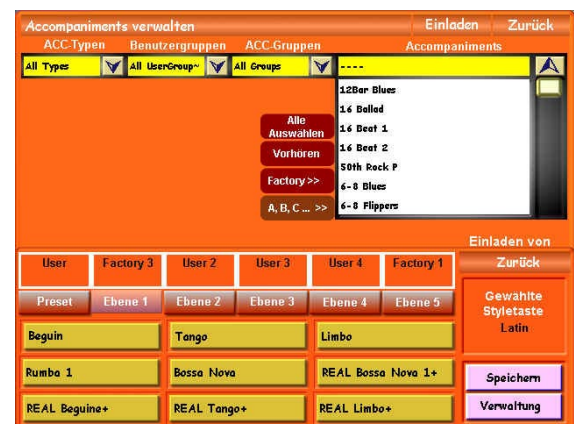 Accompaniments verwalten Einladen Zurück
ACC-Typen Benutzergruppen ACC-Gruppen Accompaniments
All Types All UserGroup~ All Groups ----
12Bar Blues
16 Ballad
16 Beat 1
16 Beat 2
50th Rock P
6-8 Blues
6-8 Flippers
Alle
Auswählen
Vorhören
Factory >>
A, B, C ... >>
Einladen von
User Factory 3 User 2 User 3 User 4 Factory 1 Zurück
Preset Ebene 1 Ebene 2 Ebene 3 Ebene 4 Ebene 5
Gewählte
Styletaste
Latin
Beguin Tango Limbo
Rumba 1 Bossa Nova REAL Bossa Nova 1+
REAL Beguine+ REAL Tango+ REAL Limbo+
Speichern
Verwaltung